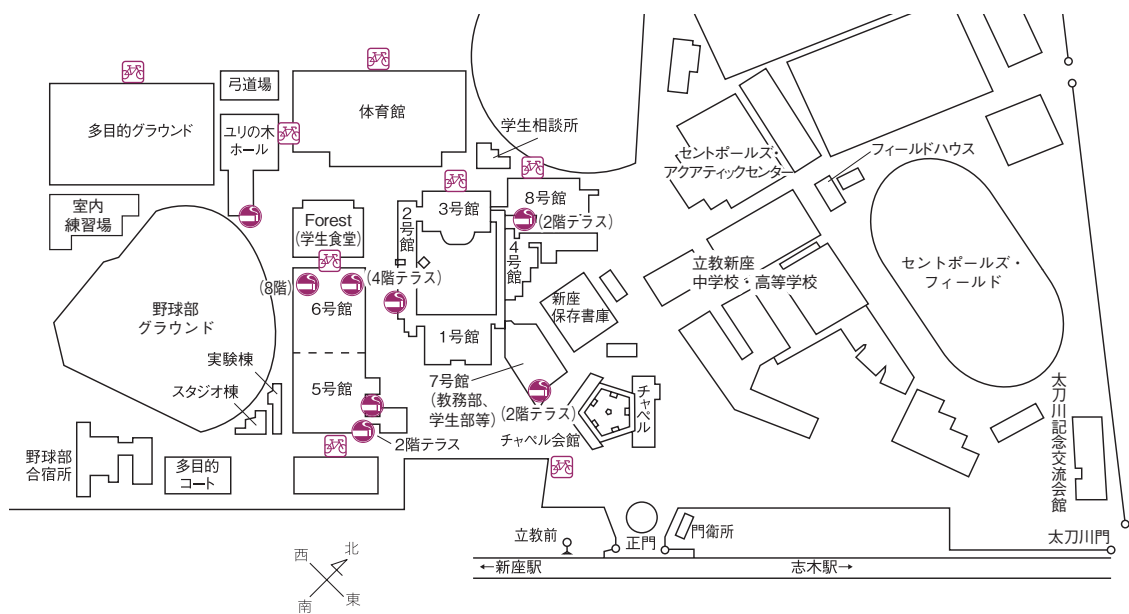 弓道場
多目的グラウンド
体育館
ユリの木
ホール
学生相談所
セントポールズ・
アクアティックセンター
フィールドハウス
室内
練習場
Forest
(学生食堂)
2号館
3号館
8号館
(2階テラス)
4号館
(4階テラス)
(8階)
6号館
野球部
グラウンド
新座
保存書庫
立教新座
中学校・高等学校
セントポールズ・
フィールド
1号館
実験棟
スタジオ棟
5号館
7号館
(教務部、
学生部等)
(2階テラス)
チャペル
チャペル会館
2階テラス
太刀川記念交流会館
野球部
合宿所
多目的
コート
立教前
正門
門衛所
太刀川門
←新座駅
志木駅→
西
北
南
東